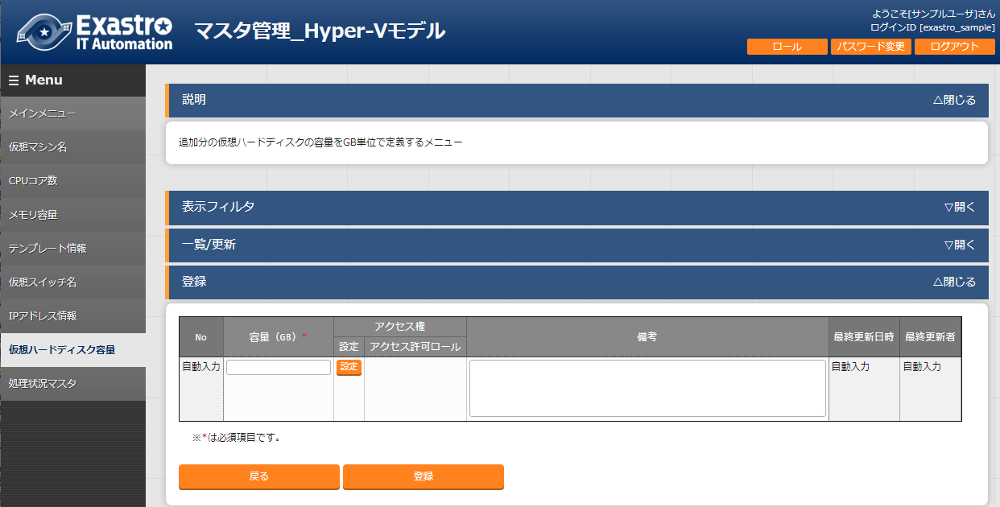 Exastro
IT Automation
マスタ管理_Hyper-Vモデル
ようこそ[サンプルユーザ]さん
ログインID [exastro_sample]
ロール パスワード変更 ログアウト
Menu
メインメニュー
仮想マシン名
CPUコア数
メモリ容量
テンプレート情報
仮想スイッチ名
IPアドレス情報
仮想ハードディスク容量
処理状況マスタ
説明 △閉じる
追加分の仮想ハードディスクの容量をGB単位で定義するメニュー
表示フィルタ ▽開く
一覧/更新 ▽開く
登録 △閉じる
No 容量（GB）* アクセス権 備考 最終更新日時 最終更新者
設定 アクセス許可ロール
自動入力 設定 自動入力 自動入力
※*は必須項目です。
戻る 登録